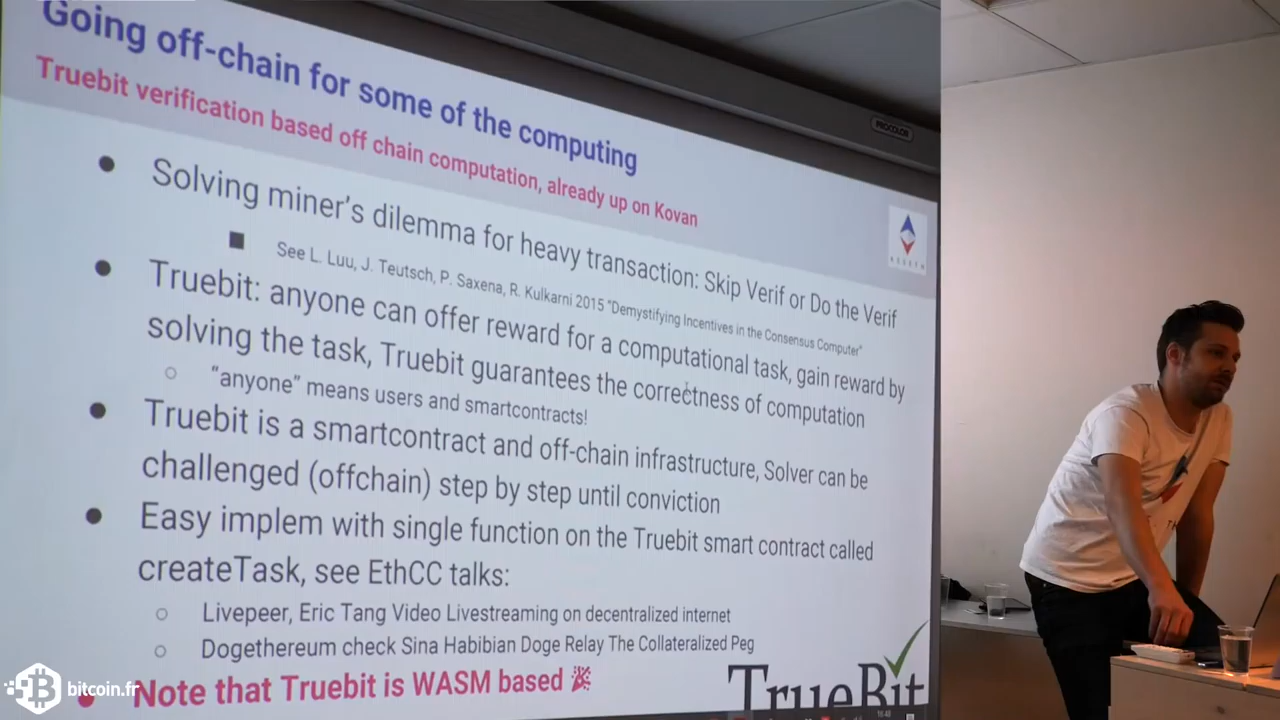 Going off-chain for some of the computing
Truebit verification based off chain computation, already up on Kovan
PROCOLOR
Solving miner's dilemma for heavy transaction: Skip Verif or Do the Verif
See L. Luu, J. Teutsch, P. Saxena, R. Kulkarni 2015 "Demystifying Incentives in the Consensus Computer"
Truebit: anyone can offer reward for a computational task, gain reward by
solving the task, Truebit guarantees the correctness of computation
"anyone" means users and smartcontracts!
Truebit is a smartcontract and off-chain infrastructure, Solver can be
challenged (offchain) step by step until conviction
Easy implem with single function on the Truebit smart contract called
createTask, see EthCC talks:
Livepeer, Eric Tang Video Livestreaming on decentralized internet
Dogethereum check Sina Habibian Doge Relay The Collateralized Peg
Note that Truebit is WASM based
TrueBit
bitcoin.fr